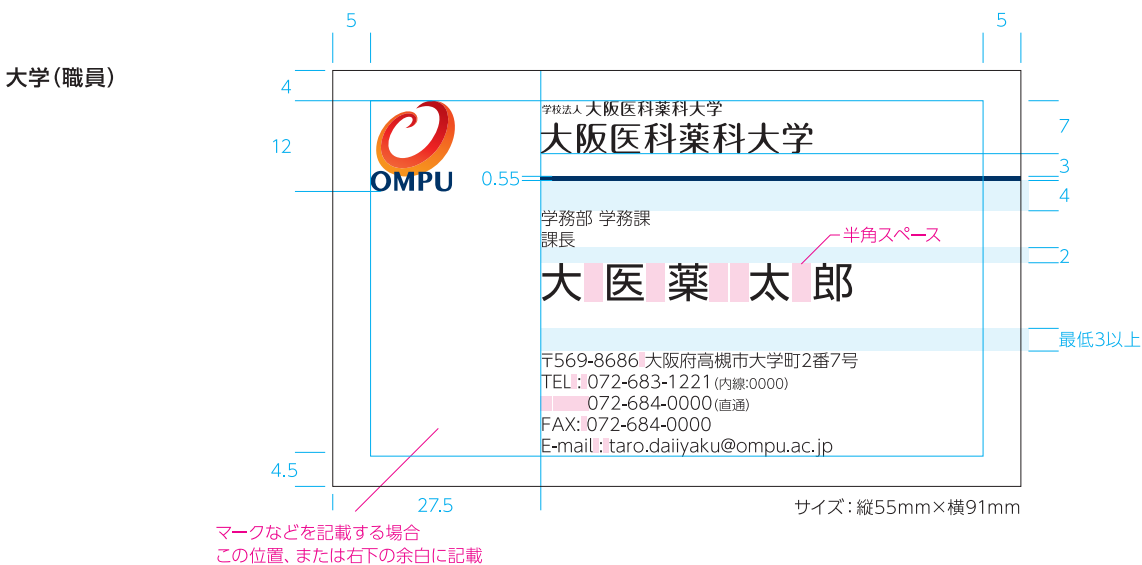 5
5
大学(職員)
4
12
0.55
7
3
4
2
最低3以上
OMPU
学校法人 大阪医科薬科大学
大阪医科薬科大学
学務部 学務課
課長
半角スペース
大 医 薬  太 郎
〒569-8686 大阪府高槻市大学町2番7号
TEL : 072-683-1221(内線:0000)
072-684-0000(直通)
FAX: 072-684-0000
E-mail : taro.daiiyaku@ompu.ac.jp
4.5
27.5
サイズ:縦55mm×横91mm
マークなどを記載する場合
この位置、または右下の余白に記載